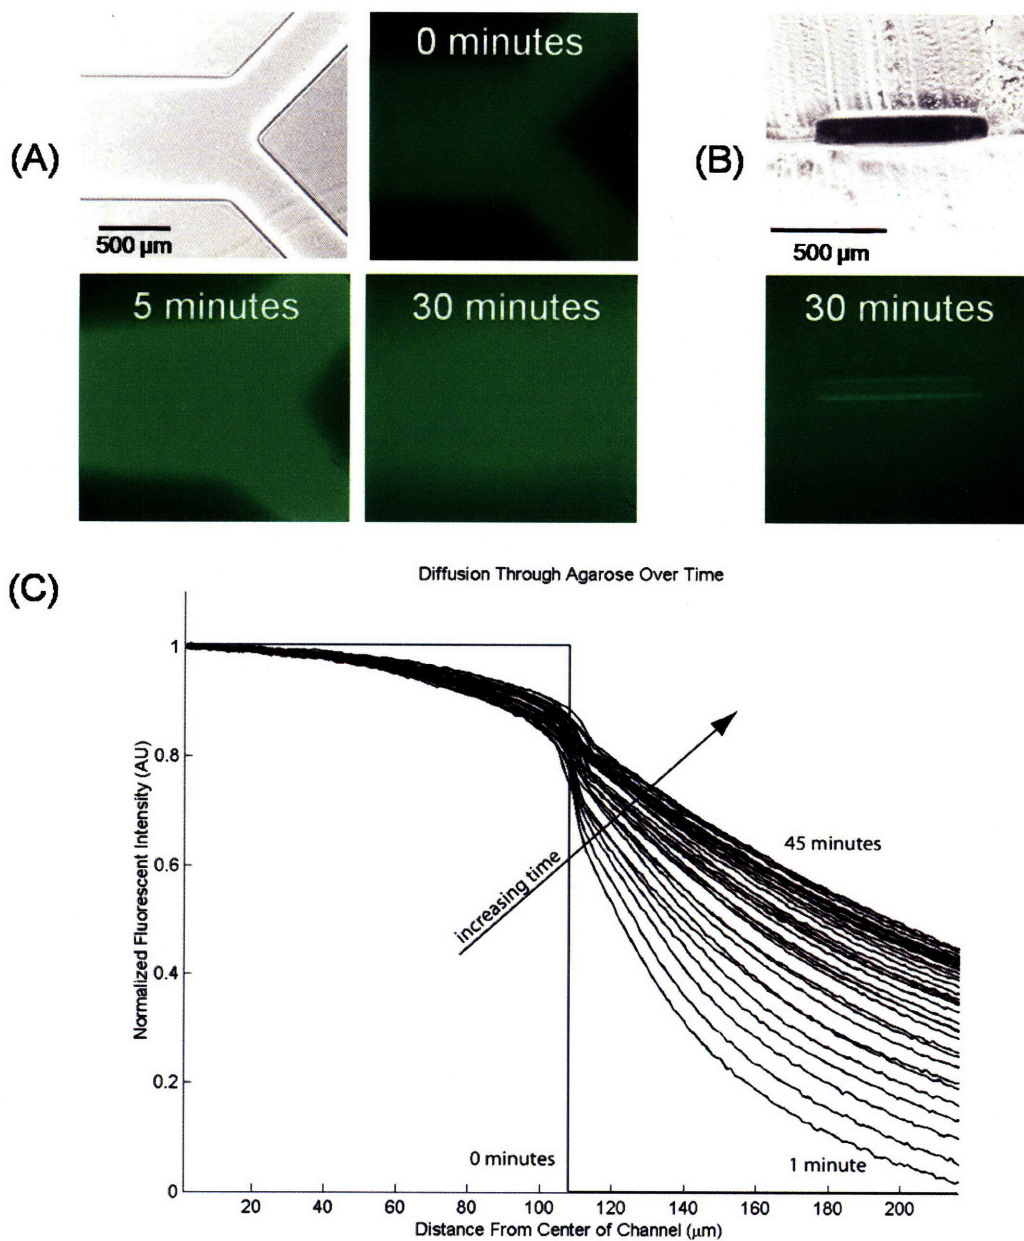 (A)
500 µm
0 minutes
(B)
500 µm
5 minutes
30 minutes
30 minutes
(C)
Diffusion Through Agarose Over Time
Normalized Fluorescent Intensity (AU)
1
0.8
0.6
0.4
0.2
0
increasing time
45 minutes
0 minutes
1 minute
20 40 60 80 100 120 140 160 180 200
Distance From Center of Channel (µm)